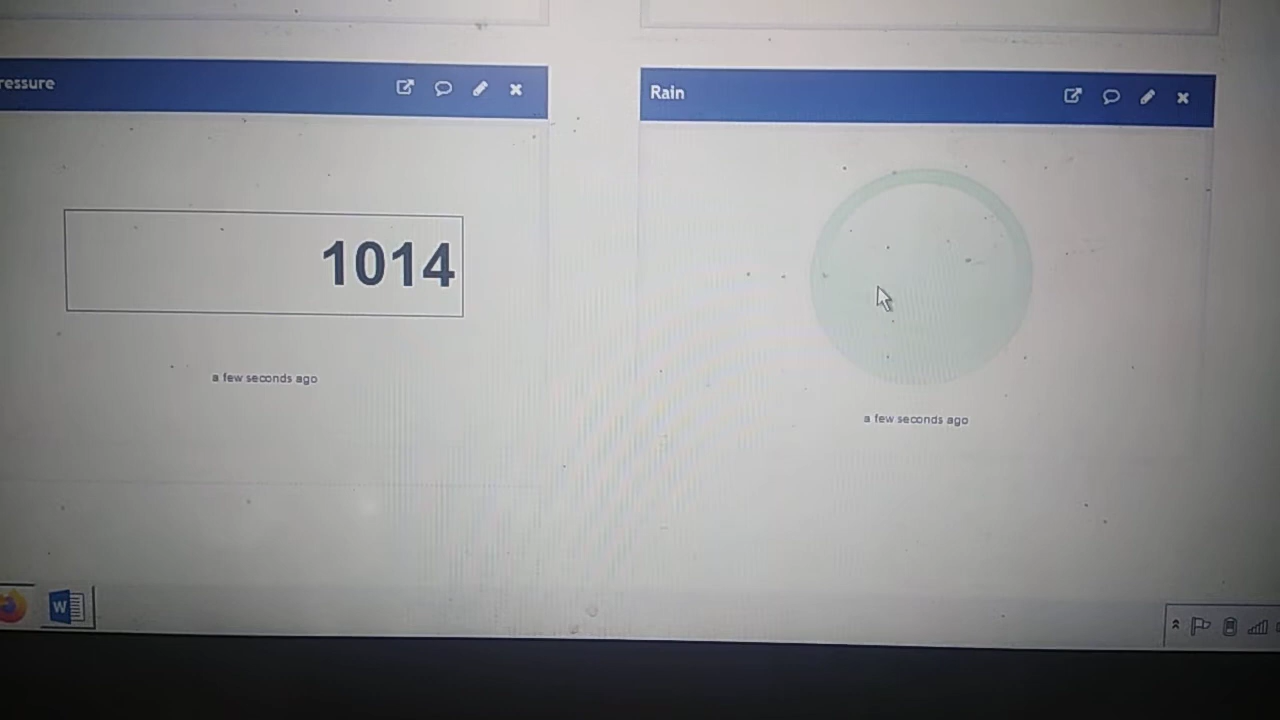 ressure
Rain
1014
a few seconds ago
a few seconds ago
W